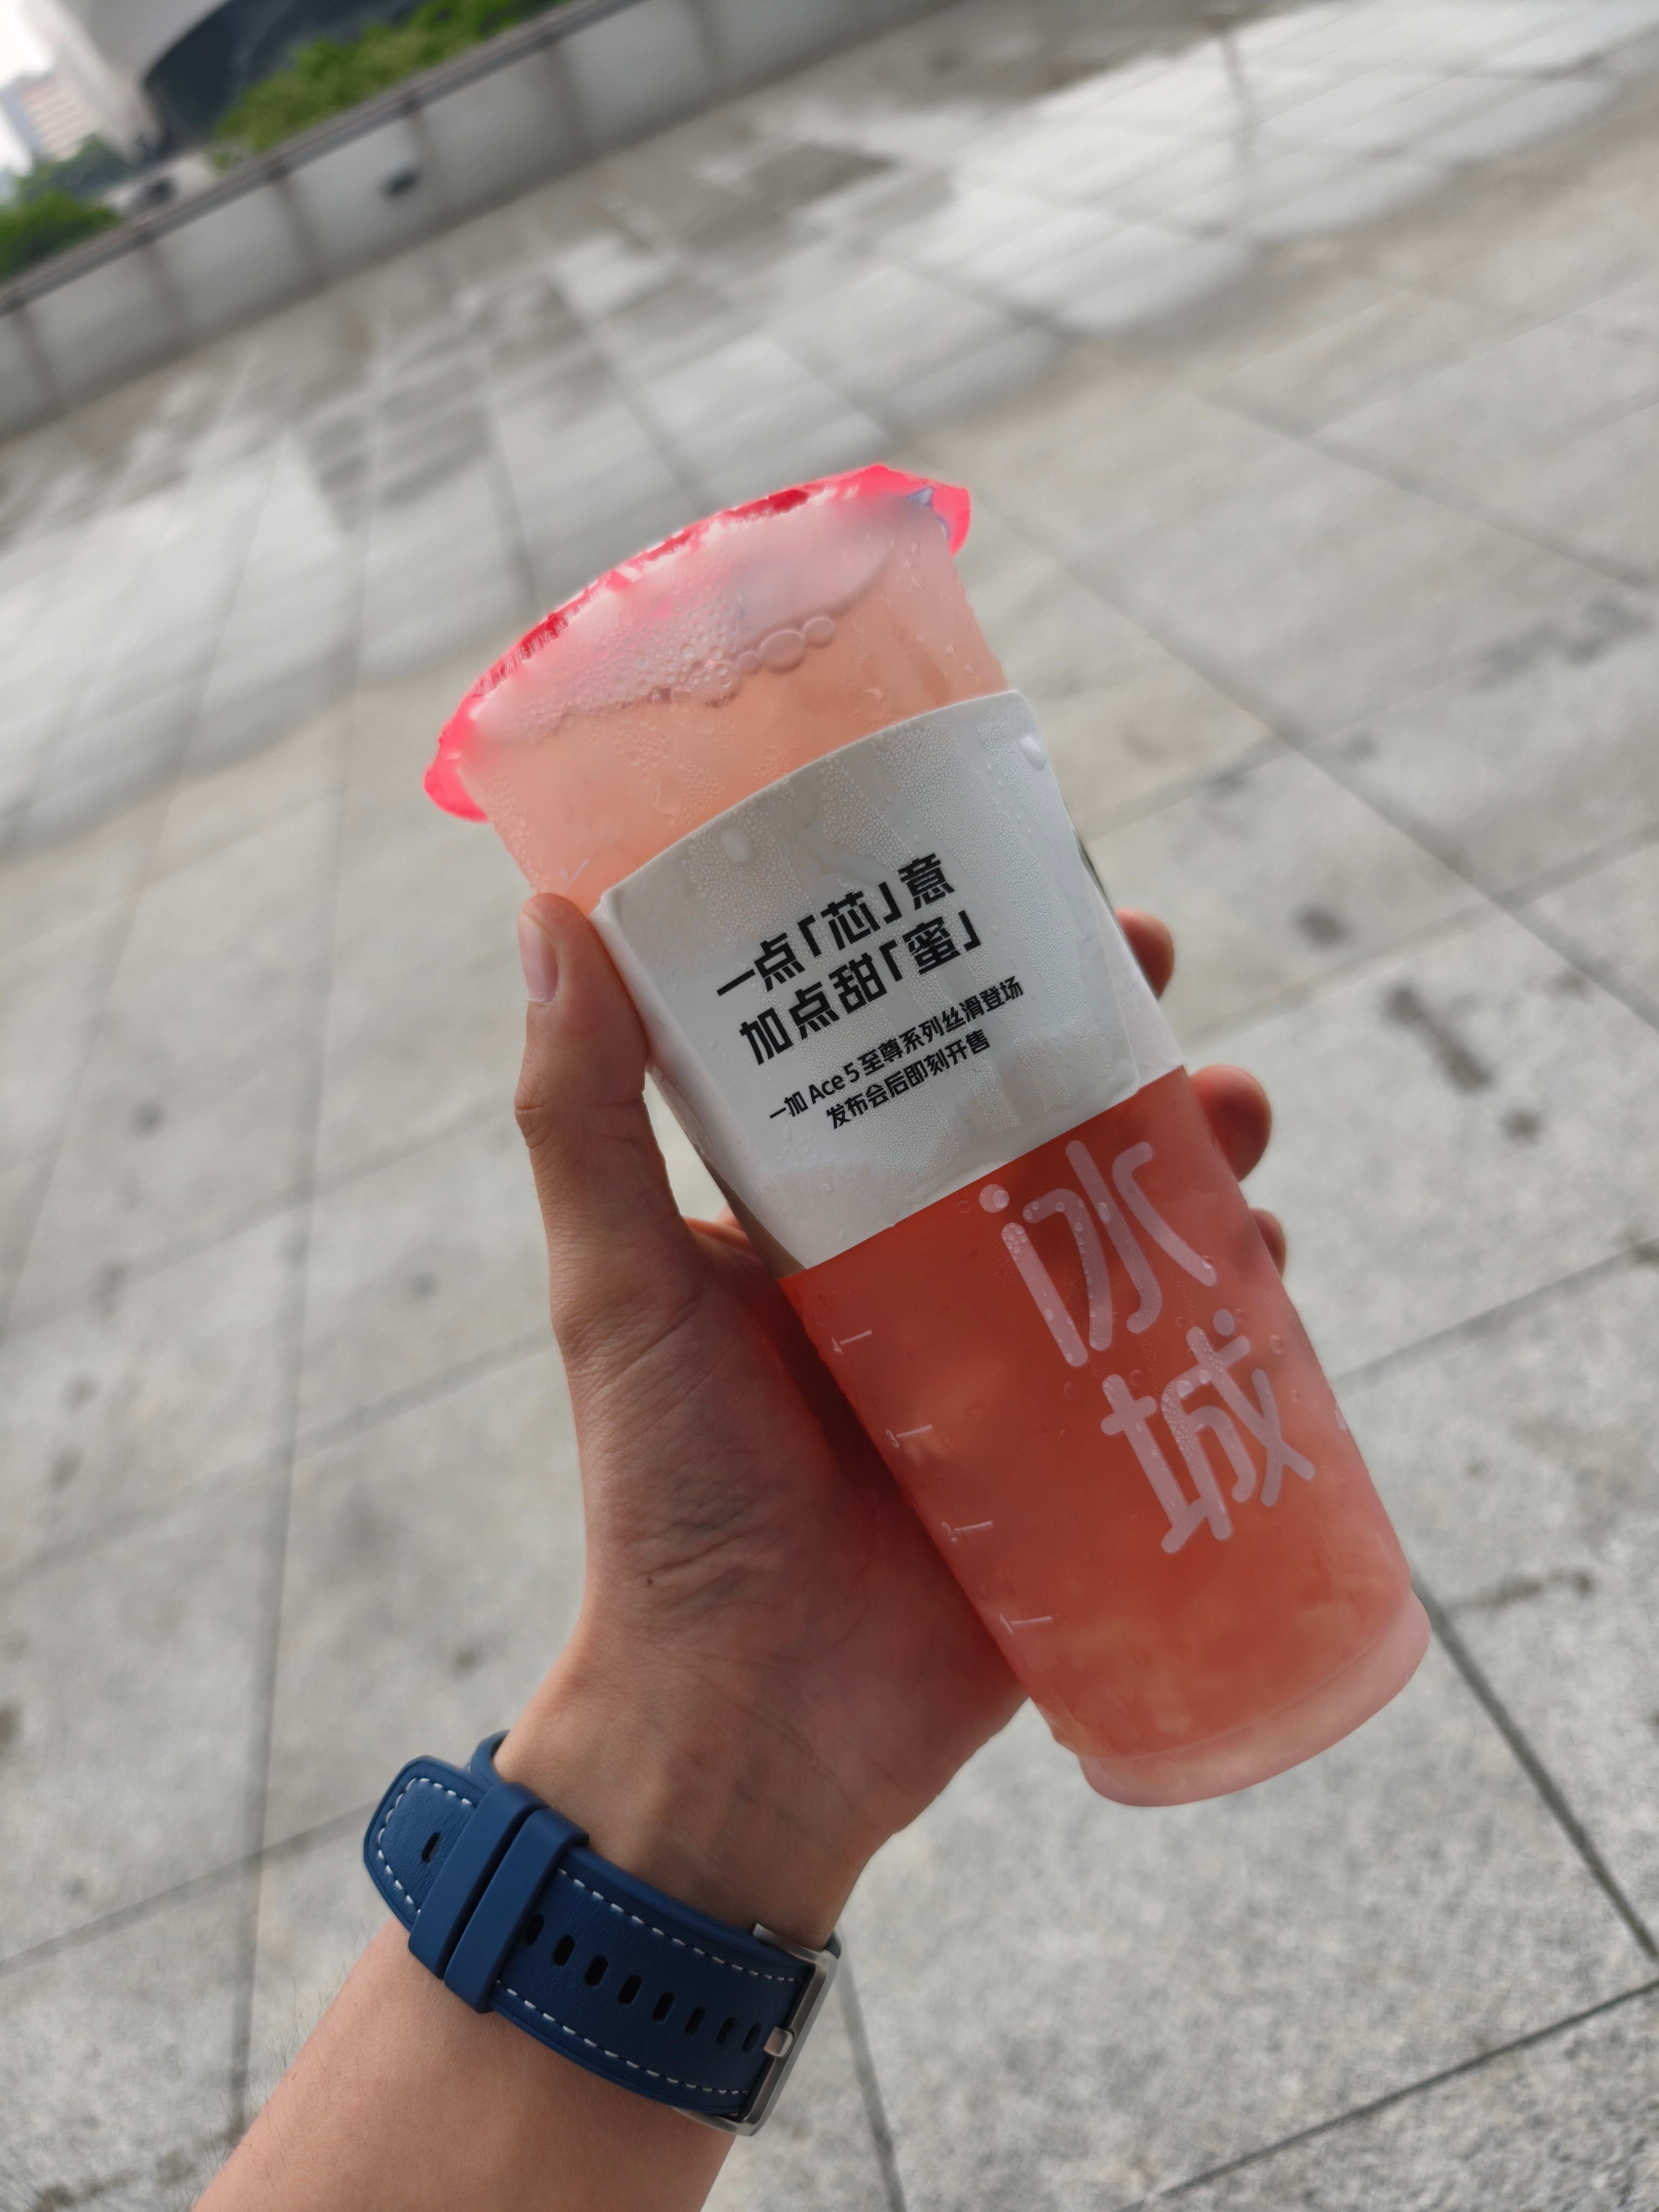 一点「芯」意
加点甜「蜜」
一加 Ace 5 至尊系列丝滑登场
发布会后即刻开售
冰
城